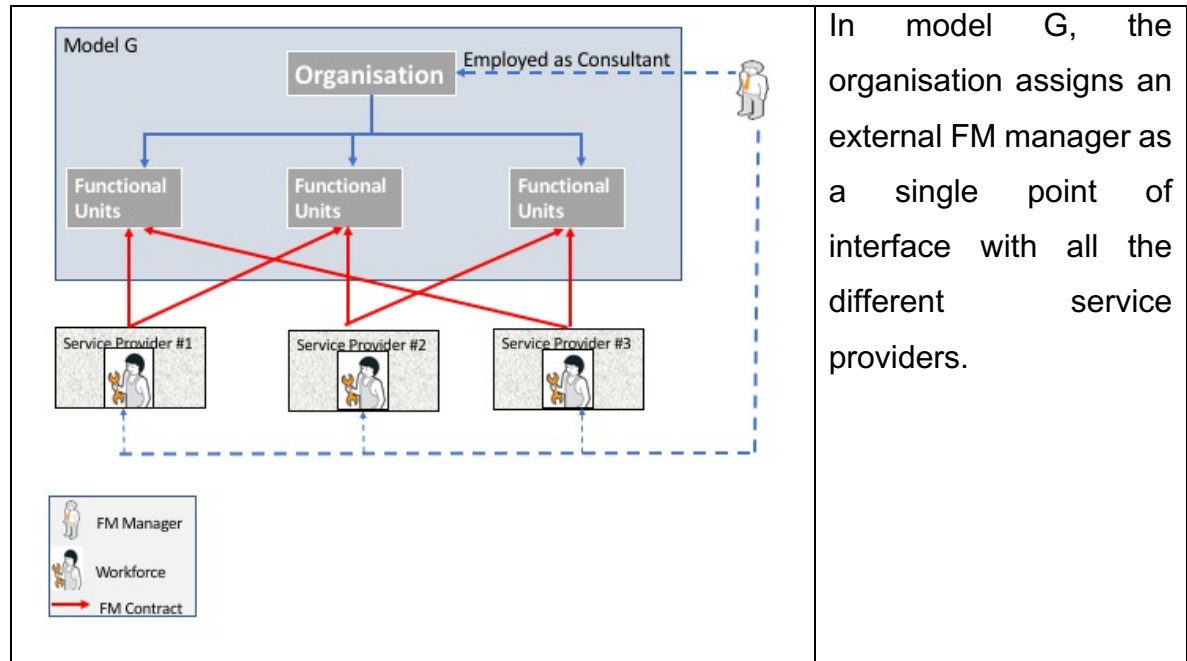 Model G
Organisation
Employed as Consultant
Functional
Units
Functional
Units
Functional
Units
Service Provider #1
Service Provider #2
Service Provider #3
FM Manager
Workforce
FM Contract
In model G, the
organisation assigns an
external FM manager as
a single point of
interface with all the
different service
providers.